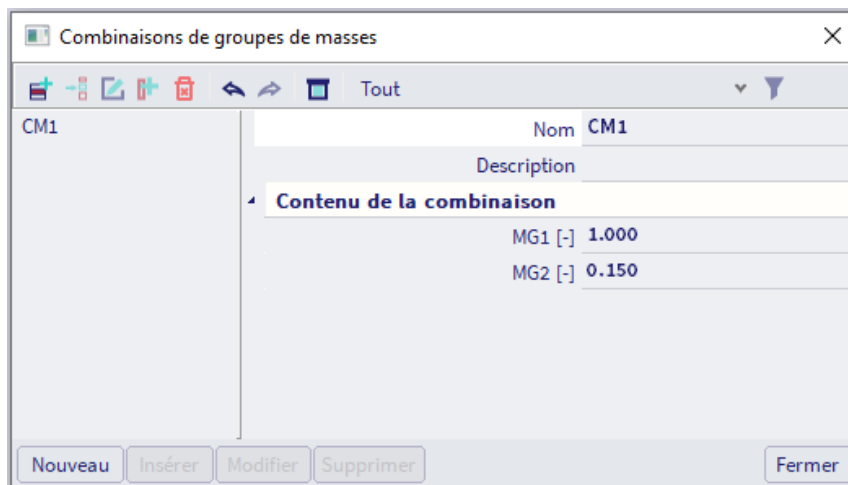 Combinaisons de groupes de masses
Tout
CM1
Nom CM1
Description
Contenu de la combinaison
MG1 [-] 1.000
MG2 [-] 0.150
Nouveau Insérer Modifier Supprimer Fermer